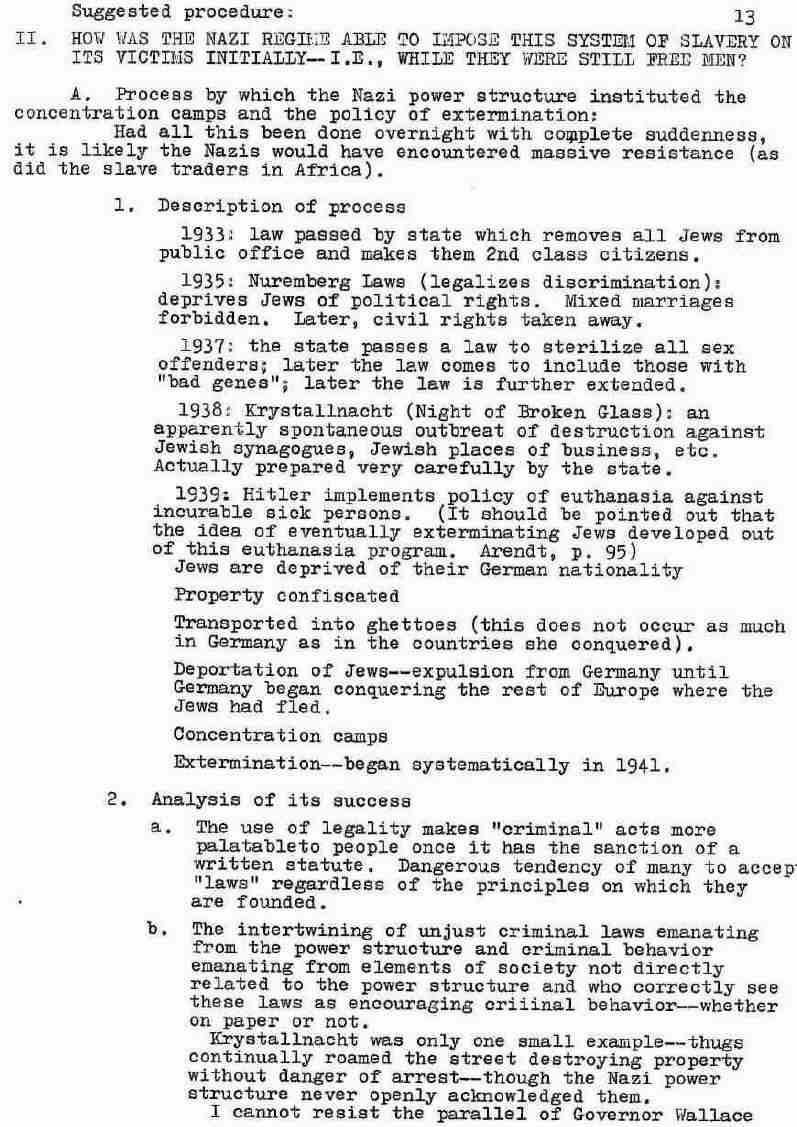 Suggested procedure:
13
II. HOW WAS THE NAZI REGIME ABLE TO IMPOSE THIS SYSTEM OF SLAVERY ON
ITS VICTIMS INITIALLY--I.E., WHILE THEY WERE STILL FREE MEN?
A. Process by which the Nazi power structure instituted the
concentration camps and the policy of extermination:
Had all this been done overnight with complete suddenness,
it is likely the Nazis would have encountered massive resistance (as
did the slave traders in Africa).
1. Description of process
1933: law passed by state which removes all Jews from
public office and makes them 2nd class citizens.
1935: Nuremberg Laws (legalizes discrimination):
deprives Jews of political rights. Mixed marriages
forbidden. Later, civil rights taken away.
1937: the state passes a law to sterilize all sex
offenders; later the law comes to include those with
"bad genes"; later the law is further extended.
1938: Krystallnacht (Night of Broken Glass): an
apparently spontaneous outbreat of destruction against
Jewish synagogues, Jewish places of business, etc.
Actually prepared very carefully by the state.
1939: Hitler implements policy of euthanasia against
incurable sick persons. (It should be pointed out that
the idea of eventually exterminating Jews developed out
of this euthanasia program. Arendt, p. 95)
Jews are deprived of their German nationality
Property confiscated
Transported into ghettoes (this does not occur as much
in Germany as in the countries she conquered).
Deportation of Jews--expulsion from Germany until
Germany began conquering the rest of Europe where the
Jews had fled.
Concentration camps
Extermination--began systematically in 1941.
2. Analysis of its success
a. The use of legality makes "criminal" acts more
palatableto people once it has the sanction of a
written statute. Dangerous tendency of many to accept
"laws" regardless of the principles on which they
are founded.
b. The intertwining of unjust criminal laws emanating
from the power structure and criminal behavior
emanating from elements of society not directly
related to the power structure and who correctly see
these laws as encouraging criiinal behavior--whether
on paper or not.
Krystallnacht was only one small example--thugs
continually roamed the street destroying property
without danger of arrest--though the Nazi power
structure never openly acknowledged them.
I cannot resist the parallel of Governor Wallace